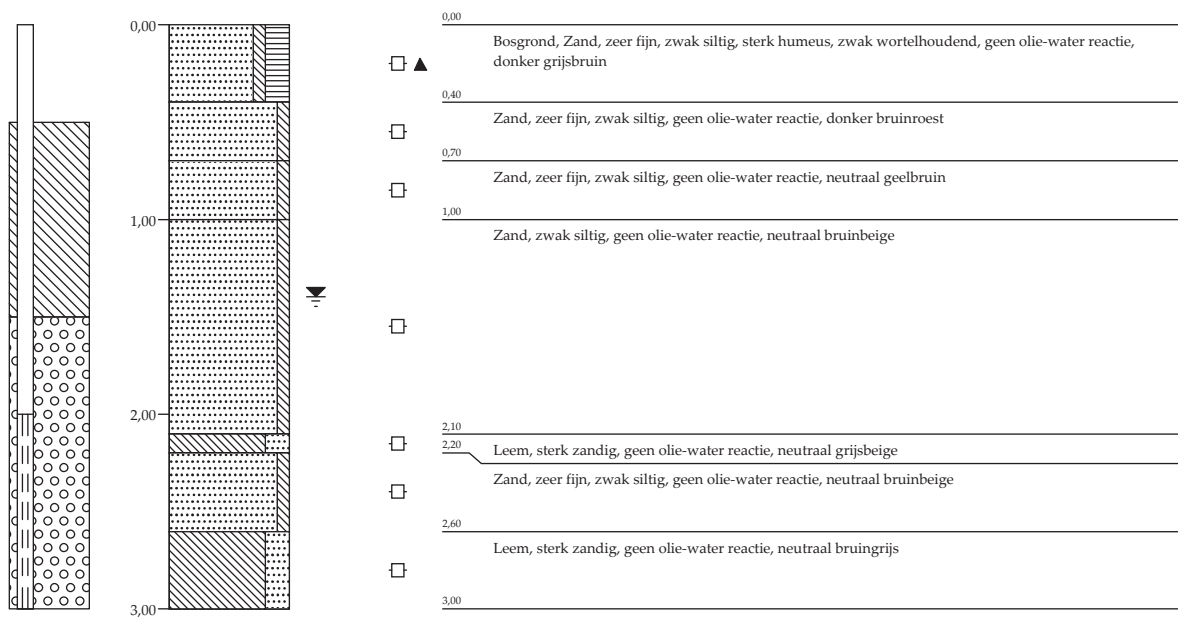 0,00
0,00
Bosgrond, Zand, zeer fijn, zwak siltig, sterk humeus, zwak wortelhoudend, geen olie-water reactie,
donker grijsbruin
0,40
Zand, zeer fijn, zwak siltig, geen olie-water reactie, donker bruinroest
0,70
Zand, zeer fijn, zwak siltig, geen olie-water reactie, neutraal geelbruin
1,00
1,00
Zand, zwak siltig, geen olie-water reactie, neutraal bruinbeige
2,00
2,10
2,20
Leem, sterk zandig, geen olie-water reactie, neutraal grijsbeige
Zand, zeer fijn, zwak siltig, geen olie-water reactie, neutraal bruinbeige
2,60
Leem, sterk zandig, geen olie-water reactie, neutraal bruingrijs
3,00
3,00